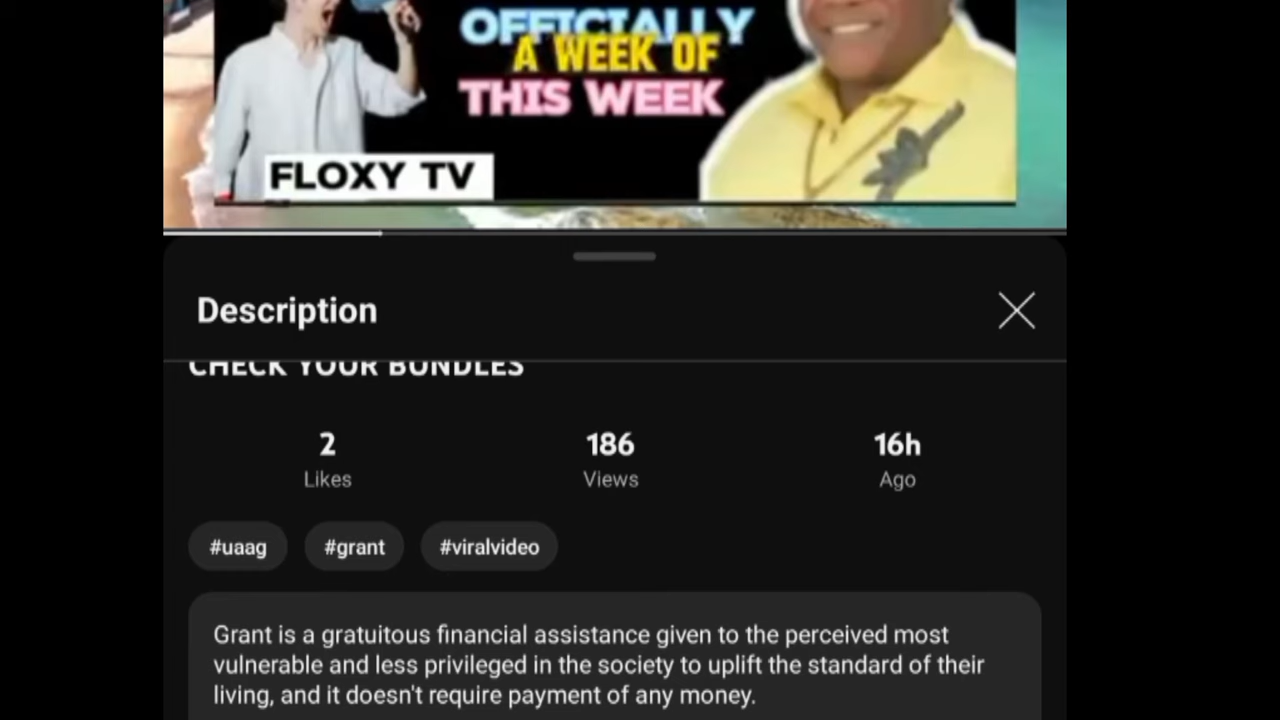 OFFICIALLY
A WEEK OF
THIS WEEK
FLOXY TV
Description
CHECK YOUR BUNDLES
2 186 16h
Likes Views Ago
#uaag #grant #viralvideo
Grant is a gratuitous financial assistance given to the perceived most
vulnerable and less privileged in the society to uplift the standard of their
living, and it doesn't require payment of any money.